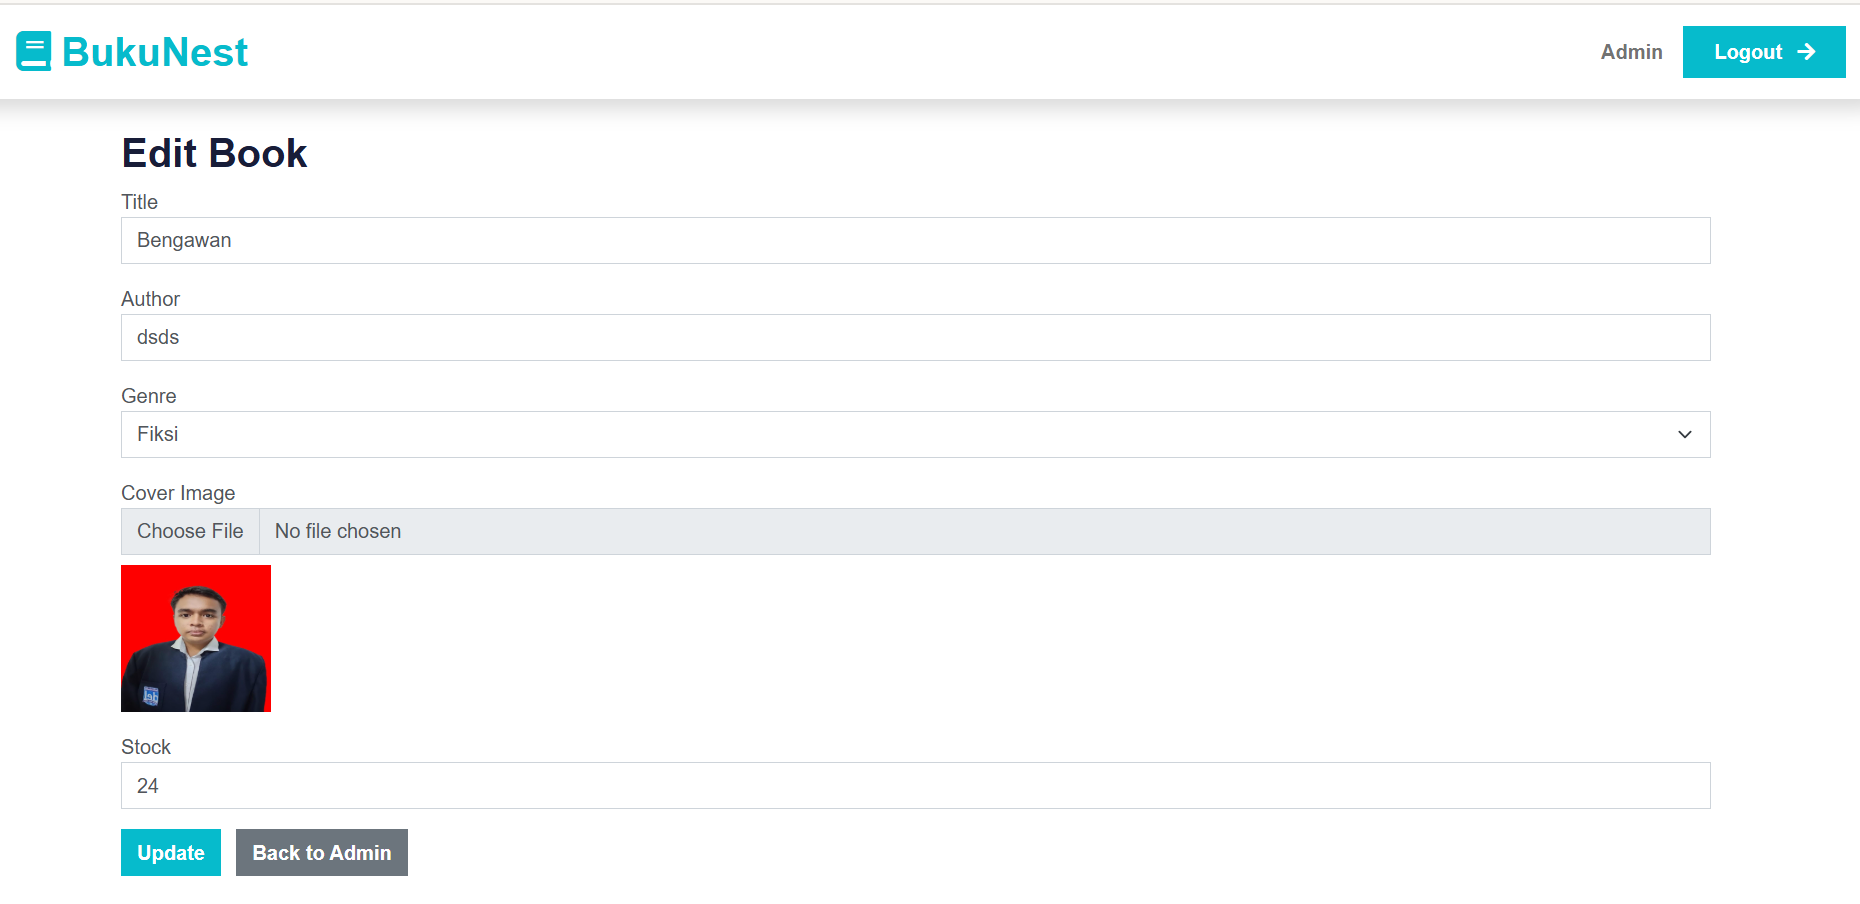 BukuNest
Admin
Logout
Edit Book
Title
Bengawan
Author
dsds
Genre
Fiksi
Cover Image
Choose File No file chosen
Stock
24
Update
Back to Admin